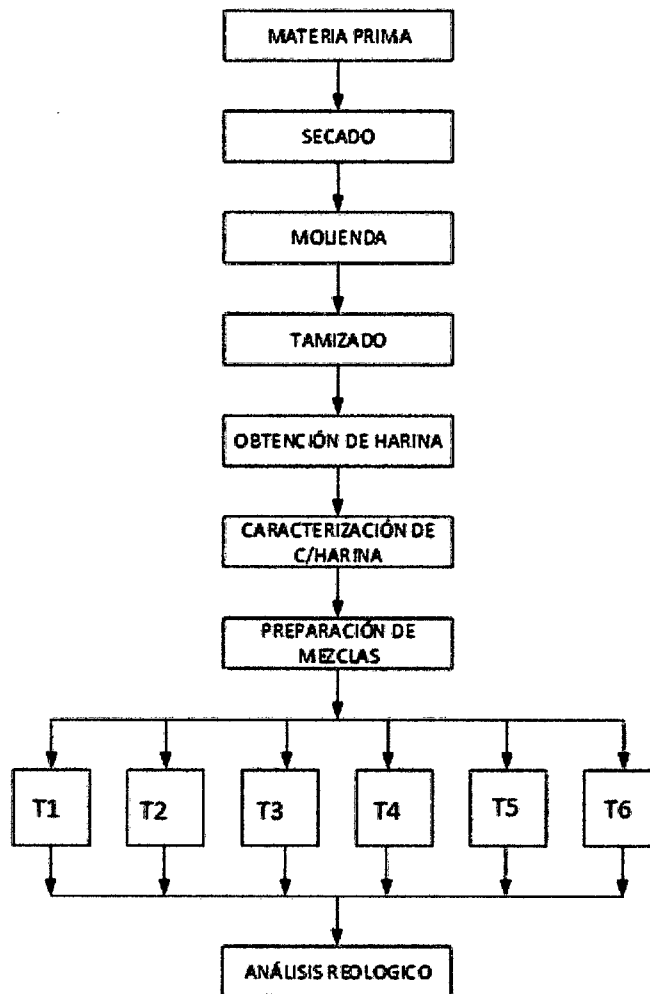 MATERIA PRIMA
SECADO
MOLIENDA
TAMIZADO
OBTENCIÓN DE HARINA
CARACTERIZACIÓN DE
C/HARINA
PREPARACIÓN DE
MEZCLAS
T1 T2 T3 T4 T5 T6
ANÁLISIS REOLOGICO